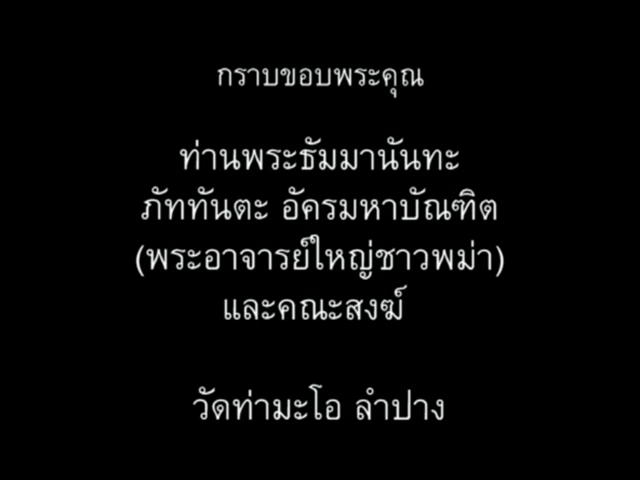 กราบขอบพระคุณ
ท่านพระธัมมานันทะ
ภัททันตะ อัครมหาบัณฑิต
(พระอาจารย์ใหญ่ชาวพม่า)
และคณะสงฆ์
วัดท่ามะโอ ลำปาง